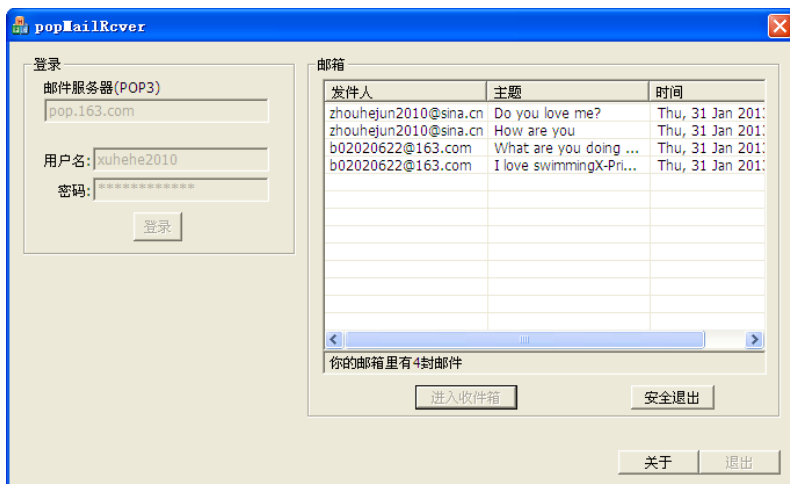 popMailRcver
登录
邮件服务器(POP3)
pop.163.com
用户名: xuhehe2010
密码: ************
登录
邮箱
发件人 主题 时间
zhouhejun2010@sina.cn Do you love me? Thu, 31 Jan 2013
zhouhejun2010@sina.cn How are you Thu, 31 Jan 2013
b02020622@163.com What are you doing ... Thu, 31 Jan 2013
b02020622@163.com I love swimmingX-Pri... Thu, 31 Jan 2013
你的邮箱里有4封邮件
进入收件箱 安全退出
关于 退出